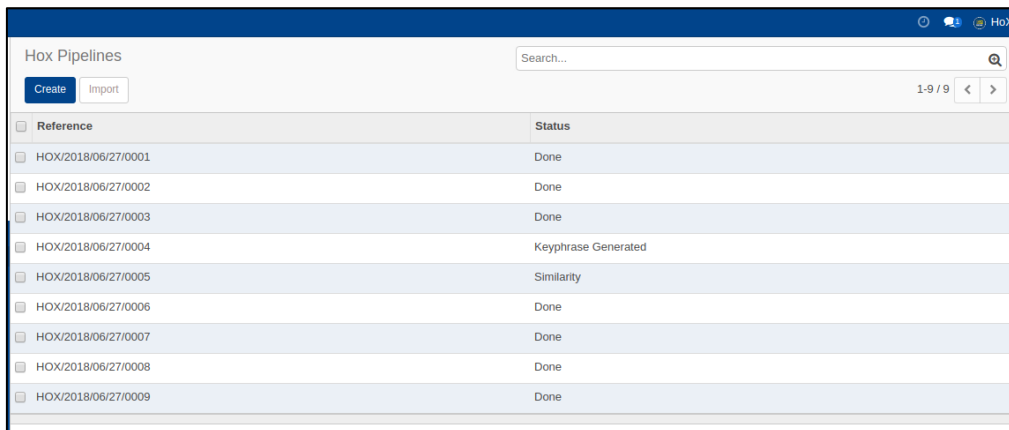 1 HoX
Hox Pipelines
Search...
Create Import
1-9 / 9
Reference Status
HOX/2018/06/27/0001 Done
HOX/2018/06/27/0002 Done
HOX/2018/06/27/0003 Done
HOX/2018/06/27/0004 Keyphrase Generated
HOX/2018/06/27/0005 Similarity
HOX/2018/06/27/0006 Done
HOX/2018/06/27/0007 Done
HOX/2018/06/27/0008 Done
HOX/2018/06/27/0009 Done